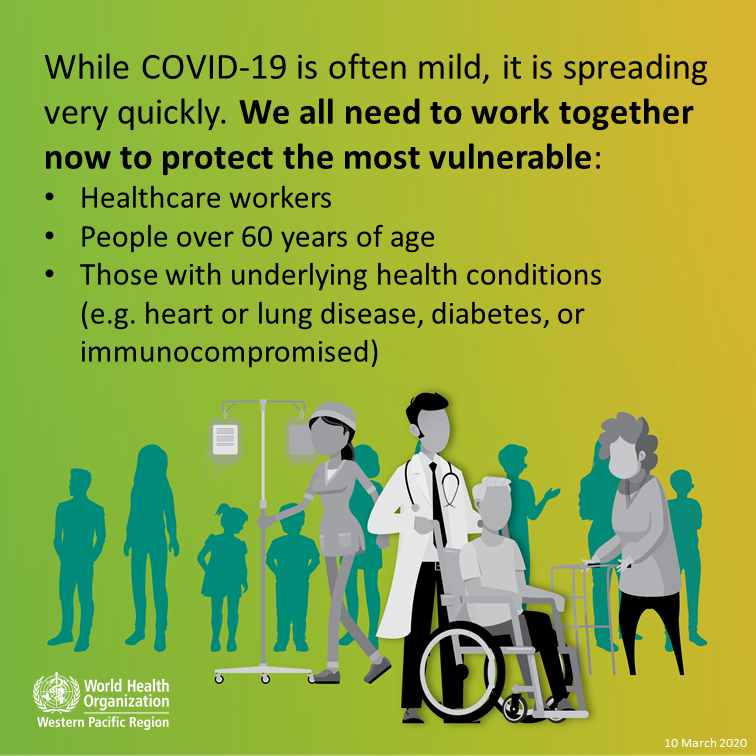 While COVID-19 is often mild, it is spreading
very quickly. We all need to work together
now to protect the most vulnerable:
• Healthcare workers
• People over 60 years of age
• Those with underlying health conditions
(e.g. heart or lung disease, diabetes, or
immunocompromised)
World Health
Organization
Western Pacific Region
10 March 2020